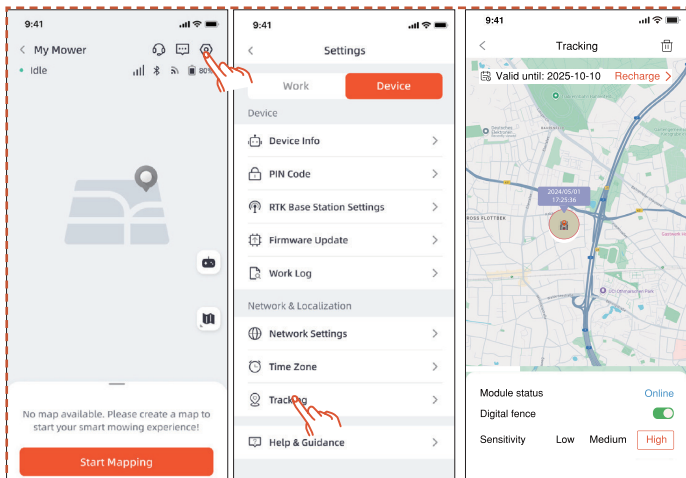 9:41
My Mower
Idle
80%
No map available. Please create a map to
start your smart mowing experience!
Start Mapping
9:41
Settings
Work
Device
Device
Device Info
PIN Code
RTK Base Station Settings
Firmware Update
Work Log
Network & Localization
Network Settings
Time Zone
Tracking
Help & Guidance
9:41
Tracking
Valid until: 2025-10-10
Recharge
2024/05/01
17:25:36
ROSS FLOTTBEK
Module status
Online
Digital fence
Sensitivity
Low
Medium
High